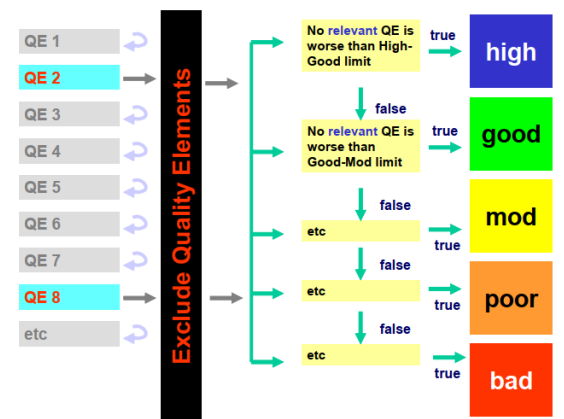 QE 1
QE 2
QE 3
QE 4
QE 5
QE 6
QE 7
QE 8
etc
Exclude Quality Elements
No relevant QE is
worse than High-
Good limit
true
high
false
No relevant QE is
worse than
Good-Mod limit
true
good
false
etc
true
mod
false
etc
true
poor
false
etc
true
bad